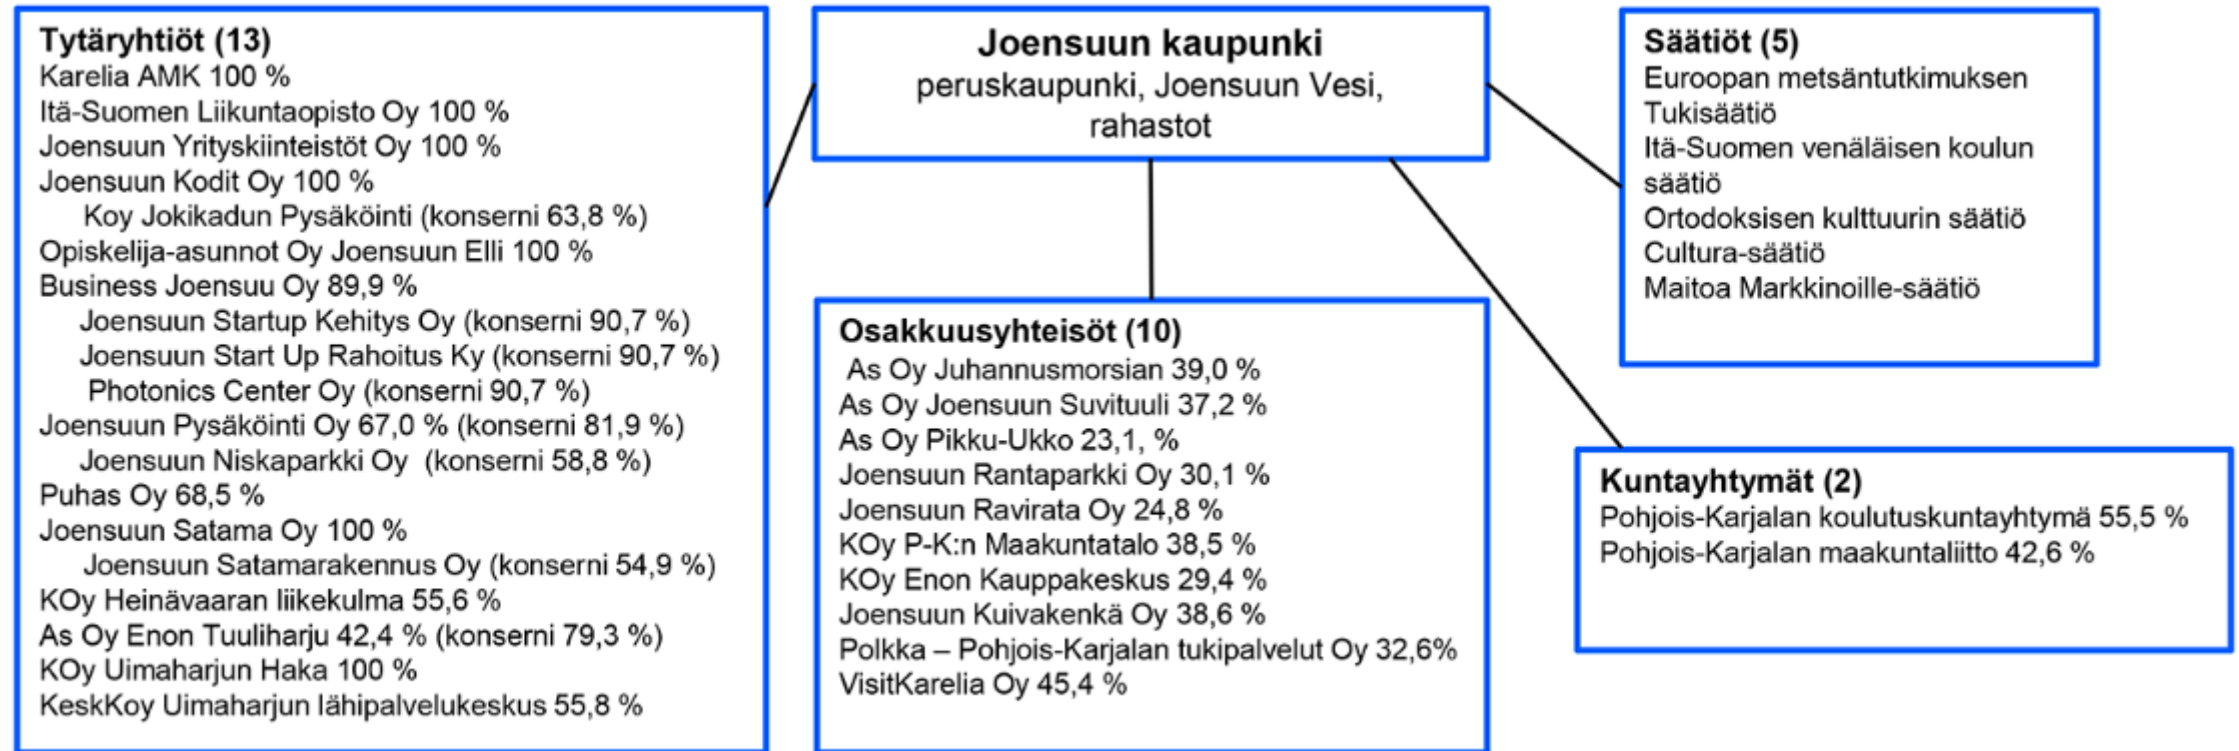 Tytäryhtiöt (13)
Karelia AMK 100 %
Itä-Suomen Liikuntaopisto Oy 100 %
Joensuun Yrityskiinteistöt Oy 100 %
Joensuun Kodit Oy 100 %
Koy Jokikadun Pysäköinti (konserni 63,8 %)
Opiskelija-asunnot Oy Joensuun Elli 100 %
Business Joensuu Oy 89,9 %
Joensuun Startup Kehitys Oy (konserni 90,7 %)
Joensuun Start Up Rahoitus Ky (konserni 90,7 %)
Photonics Center Oy (konserni 90,7 %)
Joensuun Pysäköinti Oy 67,0 % (konserni 81,9 %)
Joensuun Niskaparkki Oy (konserni 58,8 %)
Puhas Oy 68,5 %
Joensuun Satama Oy 100 %
Joensuun Satamarakennus Oy (konserni 54,9 %)
KOy Heinävaaran liikekulma 55,6 %
As Oy Enon Tuuliharju 42,4 % (konserni 79,3 %)
KOy Uimaharjun Haka 100 %
KeskKoy Uimaharjun lähipalvelukeskus 55,8 %
Joensuun kaupunki
peruskaupunki, Joensuun Vesi,
rahastot
Osakkuusyhteisöt (10)
As Oy Juhannusmorsian 39,0 %
As Oy Joensuun Suvituuli 37,2 %
As Oy Pikku-Ukko 23,1, %
Joensuun Rantaparkki Oy 30,1 %
Joensuun Ravirata Oy 24,8 %
KOy P-K:n Maakuntatalo 38,5 %
KOy Enon Kauppakeskus 29,4 %
Joensuun Kuivakenkä Oy 38,6 %
Polkka – Pohjois-Karjalan tukipalvelut Oy 32,6%
VisitKarelia Oy 45,4 %
Säätiöt (5)
Euroopan metsäntutkimuksen
Tukisäätiö
Itä-Suomen venäläisen koulun
säätiö
Ortodoksisen kulttuurin säätiö
Cultura-säätiö
Maitoa Markkinoille-säätiö
Kuntayhtymät (2)
Pohjois-Karjalan koulutuskuntayhtymä 55,5 %
Pohjois-Karjalan maakuntaliitto 42,6 %